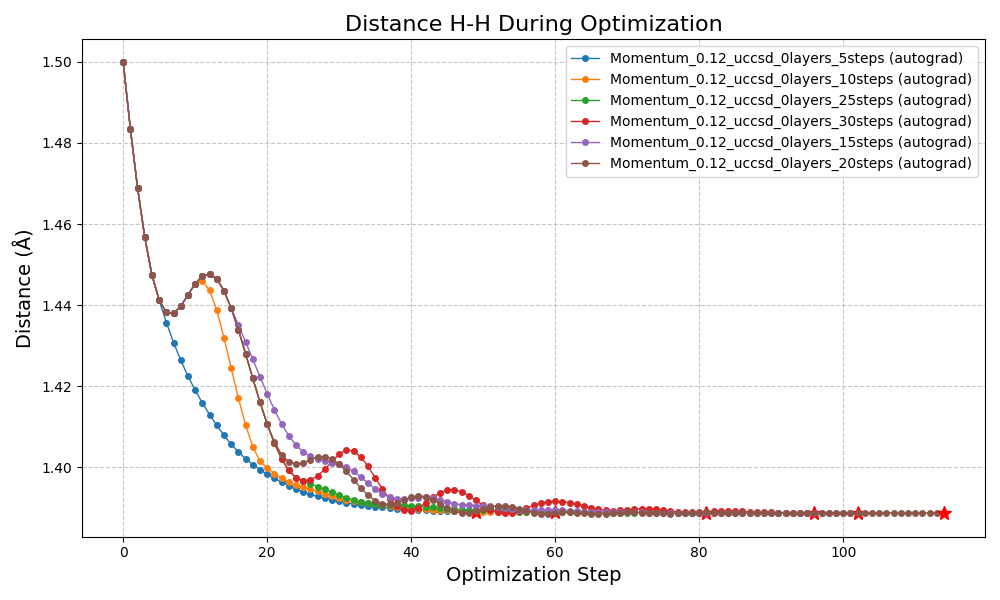 Distance H-H During Optimization
Momentum_0.12_uccsd_0layers_5steps (autograd)
Momentum_0.12_uccsd_0layers_10steps (autograd)
Momentum_0.12_uccsd_0layers_25steps (autograd)
Momentum_0.12_uccsd_0layers_30steps (autograd)
Momentum_0.12_uccsd_0layers_15steps (autograd)
Momentum_0.12_uccsd_0layers_20steps (autograd)
Distance (Å)
1.50
1.48
1.46
1.44
1.42
1.40
0 20 40 60 80 100
Optimization Step